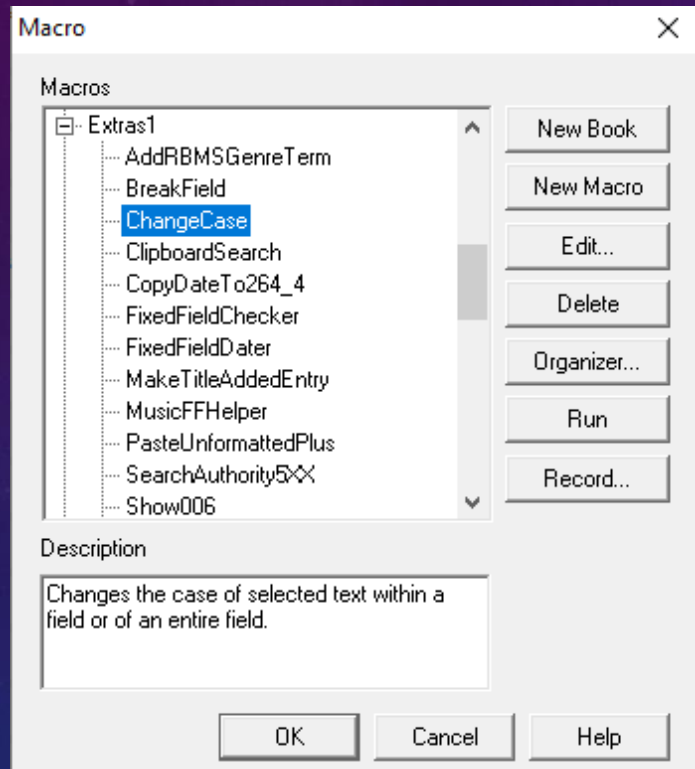 Macro
Macros
Extras1
AddRBMSGenreTerm
BreakField
ChangeCase
ClipboardSearch
CopyDateTo264_4
FixedFieldChecker
FixedFieldDater
MakeTitleAddedEntry
MusicFFHelper
PasteUnformattedPlus
SearchAuthority5XX
Show006
New Book
New Macro
Edit...
Delete
Organizer...
Run
Record...
Description
Changes the case of selected text within a
field or of an entire field.
OK
Cancel
Help